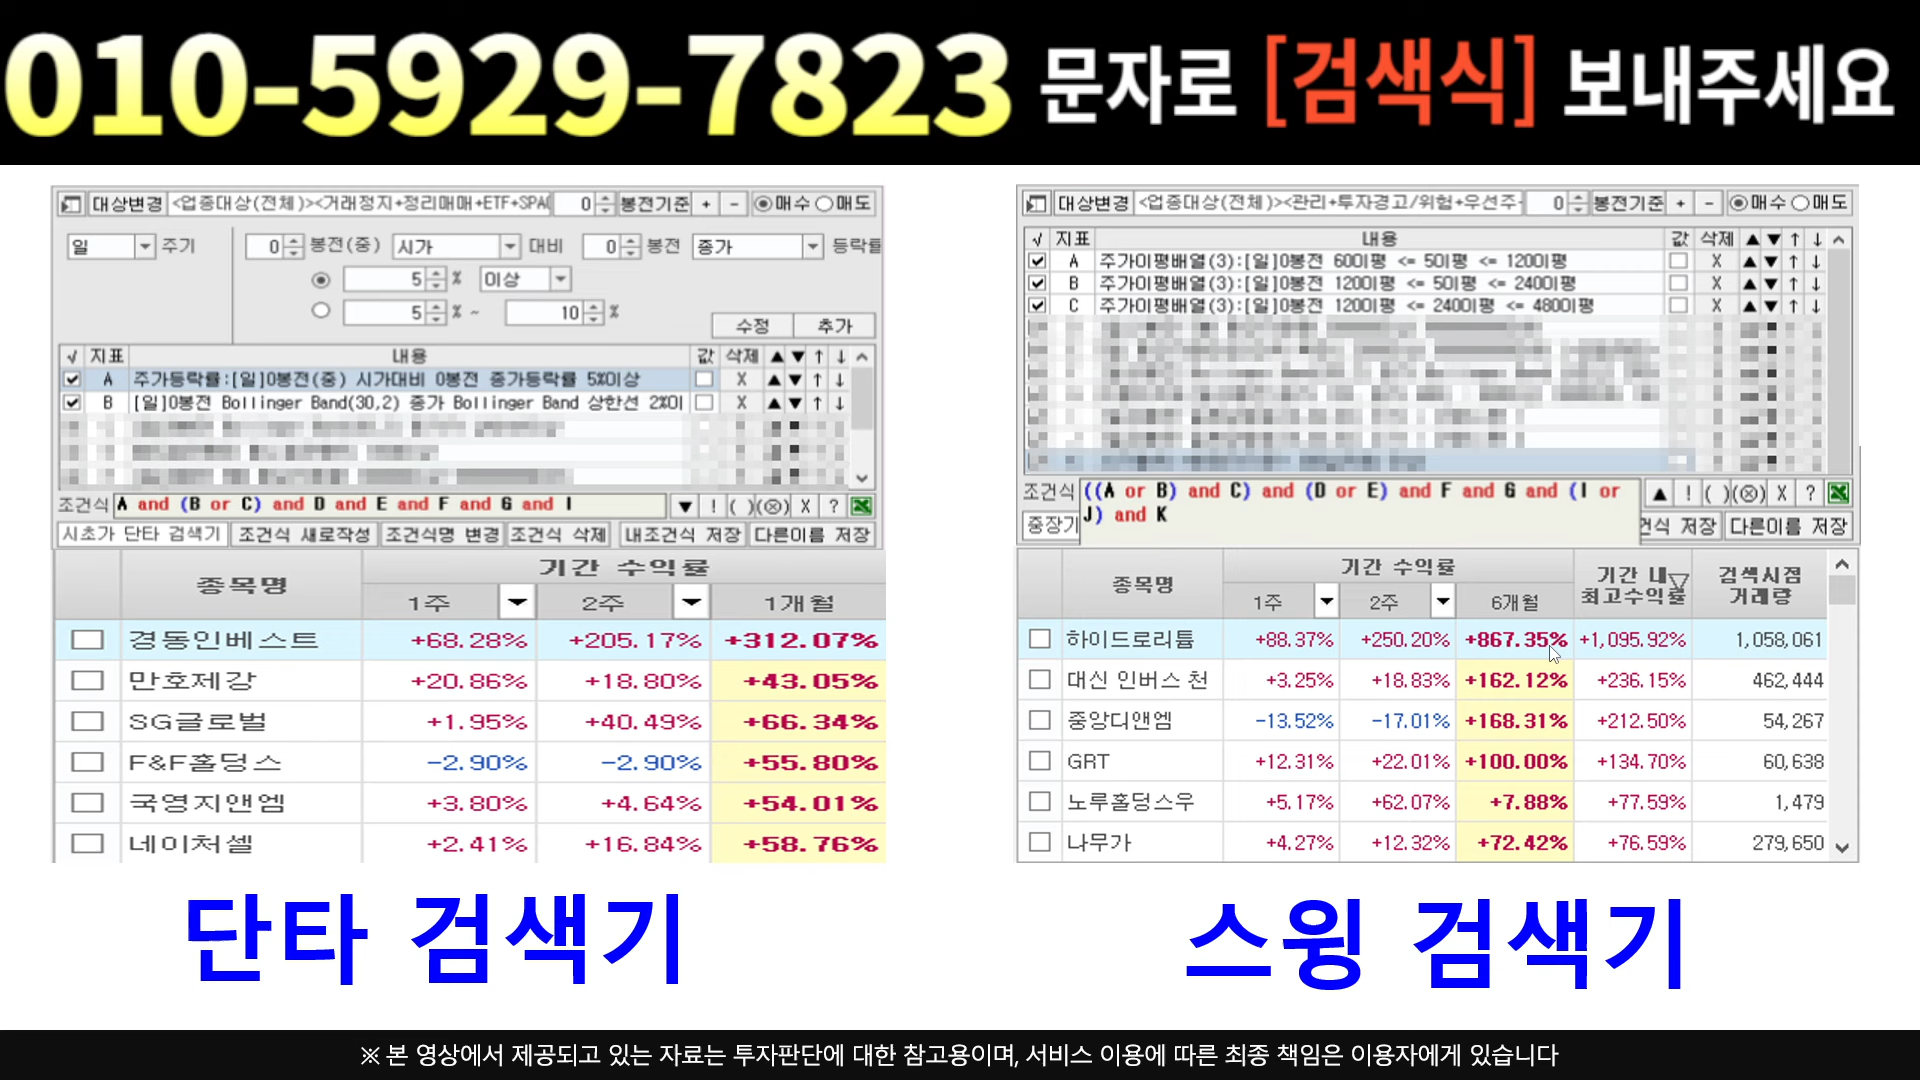 010-5929-7823 문자로 [검색식] 보내주세요
대상변경 <업종대상(전체)><거래정지+정리매매+ETF+SPA 0 봉전기준 + - 매수 매도
일 주기 0 봉전(중) 시가 대비 0 봉전 종가 등락률
5 % 이상
5 % ~ 10 %
수정 추가
√ 지표 내용 값 삭제 ▲ ▼ ↑ ↓
A 주가등락률:[일]0봉전(중) 시가대비 0봉전 종가등락률 5%이상 X ▲ ▼ ↑ ↓
B [일]0봉전 Bollinger Band(30,2) 종가 Bollinger Band 상한선 2%이 X ▲ ▼ ↑ ↓
조건식 A and (B or C) and D and E and F and G and I ▼ ! ( )(⊗) X ?
시초가 단타 검색기 조건식 새로작성 조건식명 변경 조건식 삭제 내조건식 저장 다른이름 저장
종목명 기간 수익률
1주 2주 1개월
경동인베스트 +68.28% +205.17% +312.07%
만호제강 +20.86% +18.80% +43.05%
SG글로벌 +1.95% +40.49% +66.34%
F&F홀딩스 -2.90% -2.90% +55.80%
국영지앤엠 +3.80% +4.64% +54.01%
네이처셀 +2.41% +16.84% +58.76%
단타 검색기
대상변경 <업종대상(전체)><관리+투자경고/위험+우선주+ 0 봉전기준 + - 매수 매도
√ 지표 내용 값 삭제 ▲ ▼ ↑ ↓
A 주가이평배열(3):[일]0봉전 60이평 <= 5이평 <= 120이평 X ▲ ▼ ↑ ↓
B 주가이평배열(3):[일]0봉전 120이평 <= 5이평 <= 240이평 X ▲ ▼ ↑ ↓
C 주가이평배열(3):[일]0봉전 120이평 <= 240이평 <= 480이평 X ▲ ▼ ↑ ↓
조건식 ((A or B) and C) and (D or E) and F and G and (I or ▲ ! ( )(⊗) X ?
중장기 J) and K 건식 저장 다른이름 저장
종목명 기간 수익률 기간 내 최고수익률 검색시점 거래량
1주 2주 6개월
하이드로리튬 +88.37% +250.20% +867.35% +1,095.92% 1,058,061
대신 인버스 천 +3.25% +18.83% +162.12% +236.15% 462,444
중앙디앤엠 -13.52% -17.01% +168.31% +212.50% 54,267
GRT +12.31% +22.01% +100.00% +134.70% 60,638
노루홀딩스우 +5.17% +62.07% +7.88% +77.59% 1,479
나무가 +4.27% +12.32% +72.42% +76.59% 279,650
스윙 검색기
※ 본 영상에서 제공되고 있는 자료는 투자판단에 대한 참고용이며, 서비스 이용에 따른 최종 책임은 이용자에게 있습니다